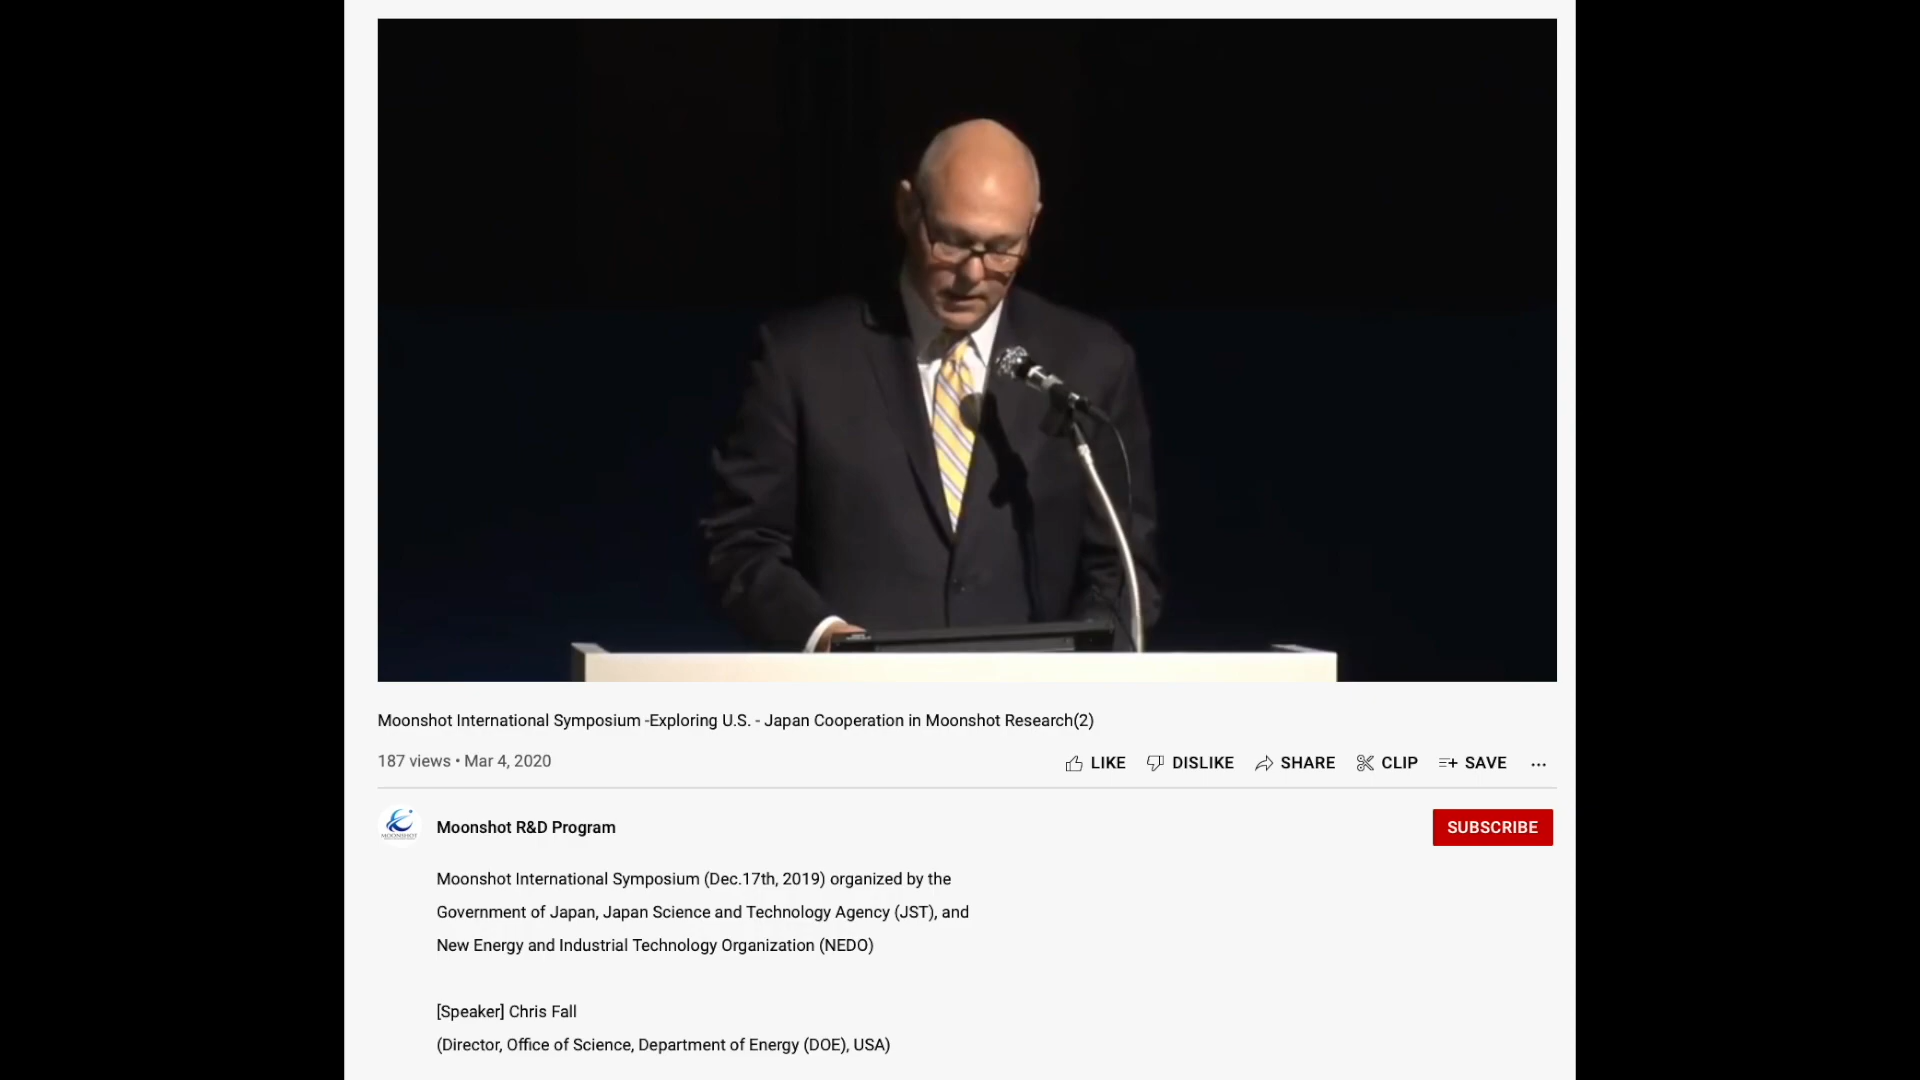 Moonshot International Symposium -Exploring U.S. - Japan Cooperation in Moonshot Research(2)
187 views • Mar 4, 2020
LIKE DISLIKE SHARE CLIP SAVE ...
MOONSHOT
Moonshot R&D Program
SUBSCRIBE
Moonshot International Symposium (Dec.17th, 2019) organized by the
Government of Japan, Japan Science and Technology Agency (JST), and
New Energy and Industrial Technology Organization (NEDO)
[Speaker] Chris Fall
(Director, Office of Science, Department of Energy (DOE), USA)